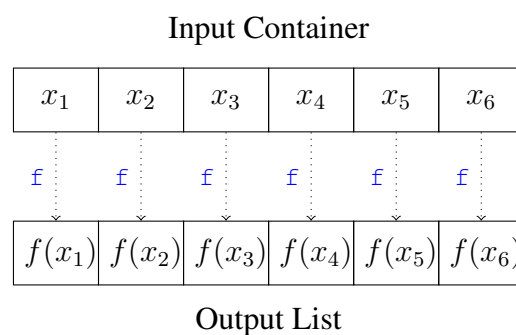 Input Container
x₁ x₂ x₃ x₄ x₅ x₆
f f f f f f
f(x₁) f(x₂) f(x₃) f(x₄) f(x₅) f(x₆)
Output List